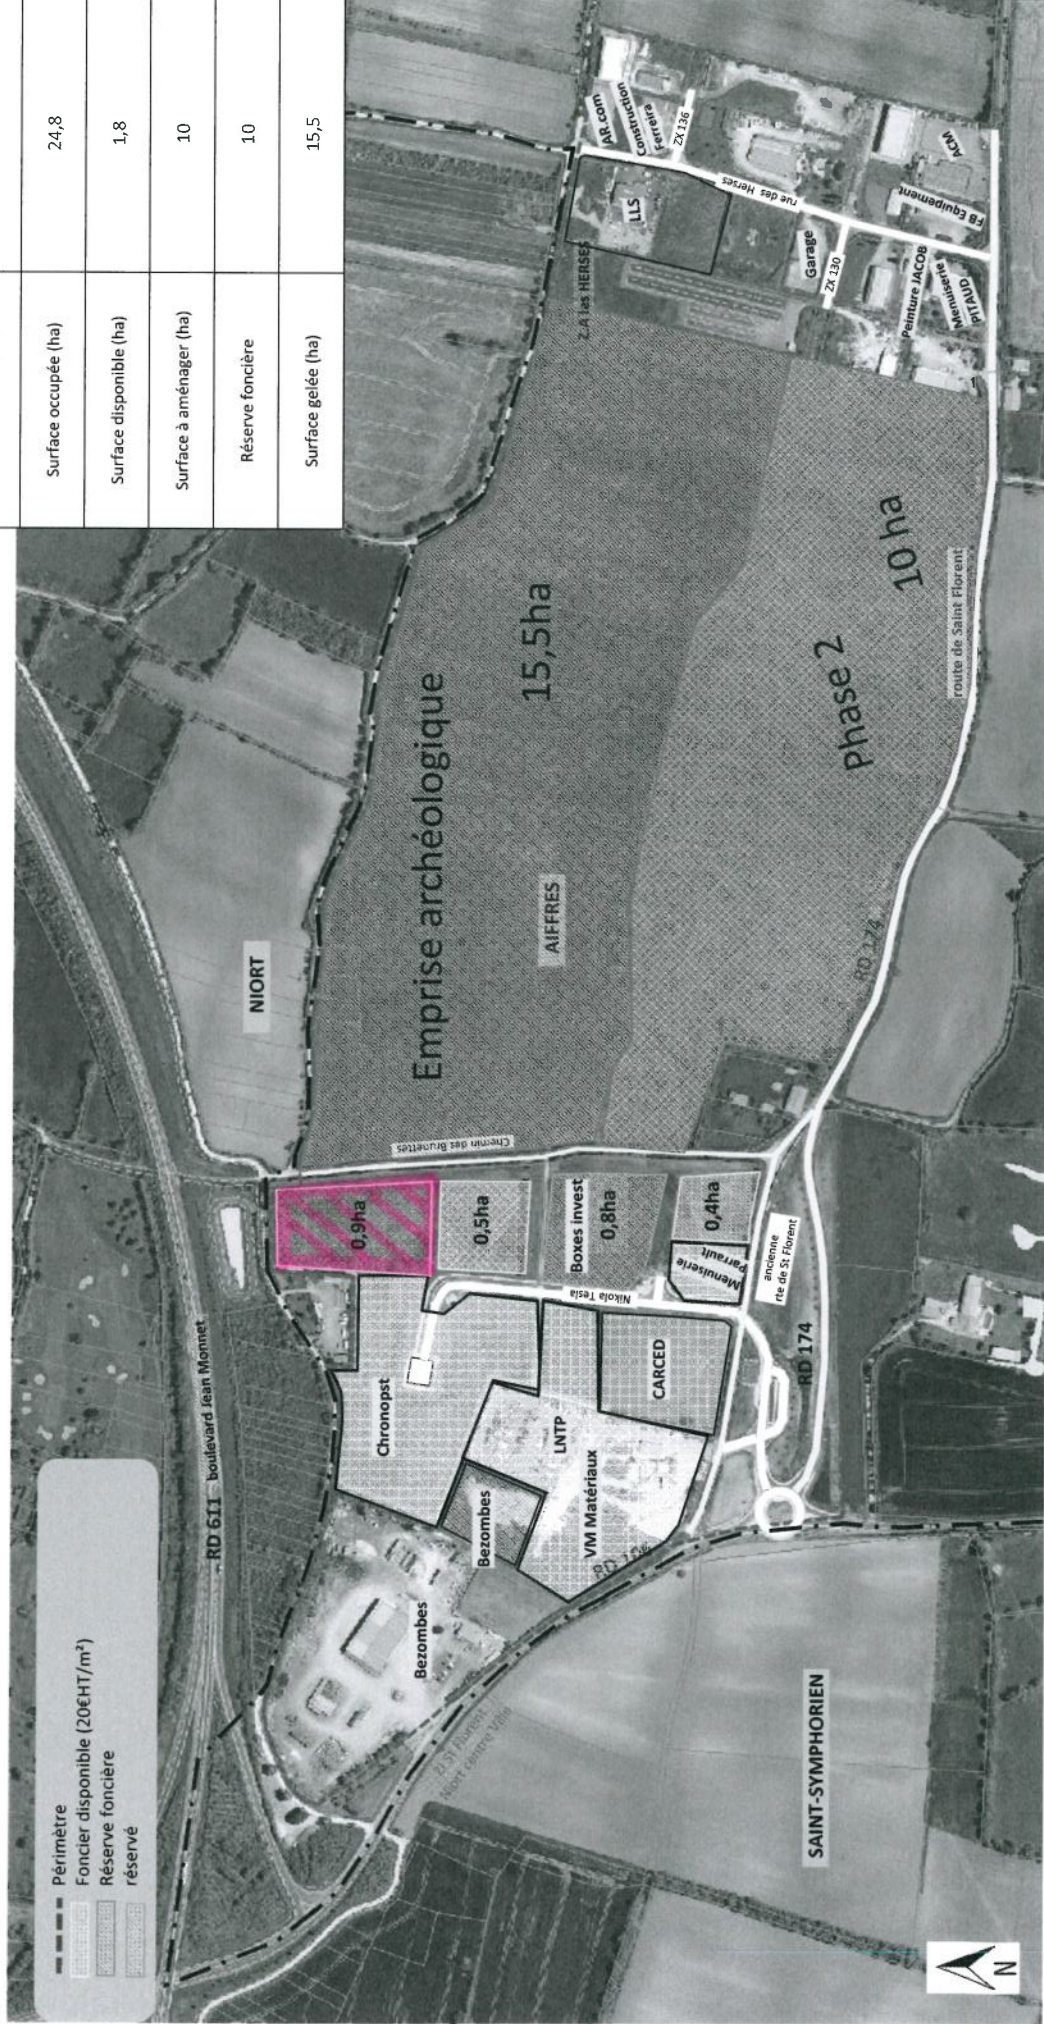 Périmètre
Foncier disponible (20€HT/m²)
Réserve foncière
réservé
Surface occupée (ha) 24,8
Surface disponible (ha) 1,8
Surface à aménager (ha) 10
Réserve foncière 10
Surface gelée (ha) 15,5
RD 611 boulevard Jean Monnet
NIORT
Chronopst
0,9ha
Chemin des Brunettes
Emprise archéologique
15,5ha
AIFFRES
Z.A las HERSES
LLS
AR.com
Construction
Ferreira
ZX 136
rue des Herses
Garage
ZX 130
ACM
FB Equipement
Peinture JACOB
Menuiserie
PITAUD
Bezombes
Bezombes
LNTP
VM Matériaux
CARCED
Nikola Tesla
0,5ha
Boxes invest
0,8ha
0,4ha
Menuiserie
Parrault
ancienne
rte de St Florent
RD 174
RD 174
Phase 2
10 ha
route de Saint Florent
SAINT-SYMPHORIEN
N